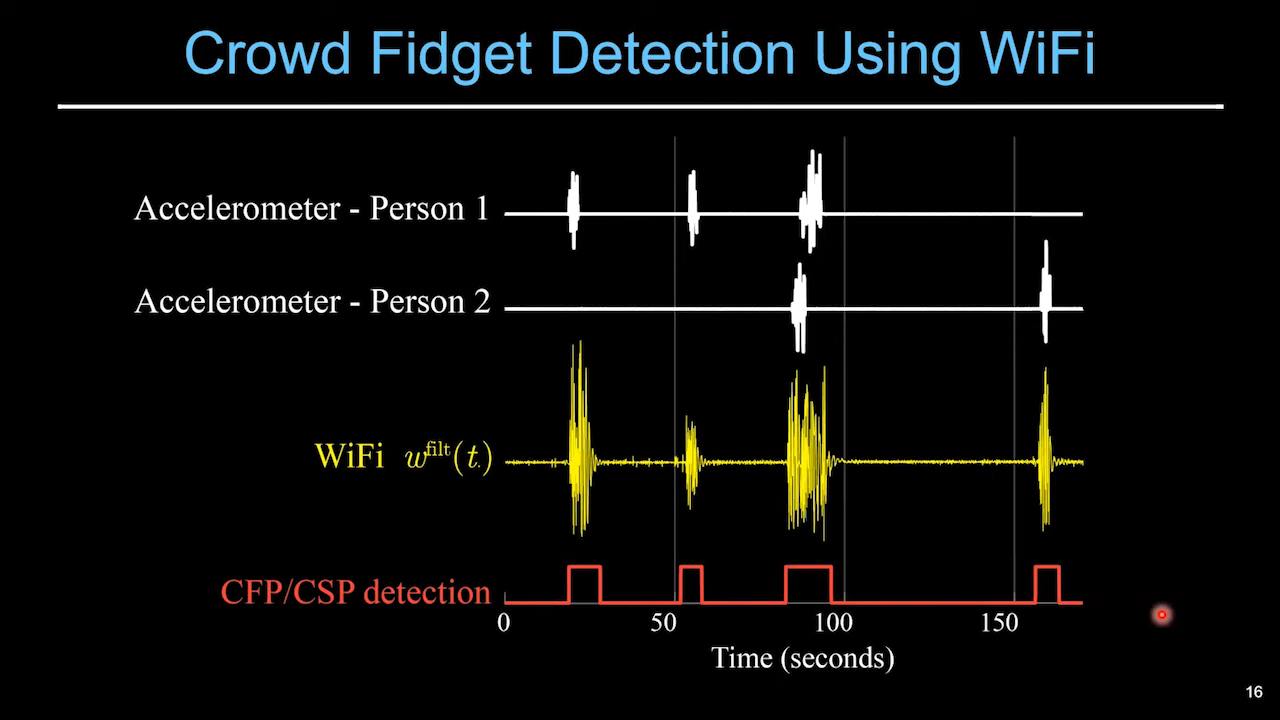 Crowd Fidget Detection Using WiFi
Accelerometer - Person 1
Accelerometer - Person 2
WiFi w^filt(t)
CFP/CSP detection
0 50 100 150
Time (seconds)
16